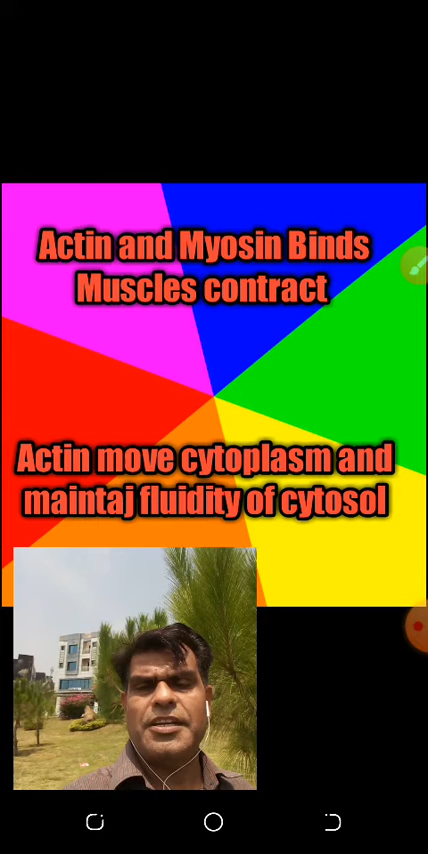 Actin and Myosin Binds
Muscles contract
Actin move cytoplasm and
maintaj fluidity of cytosol